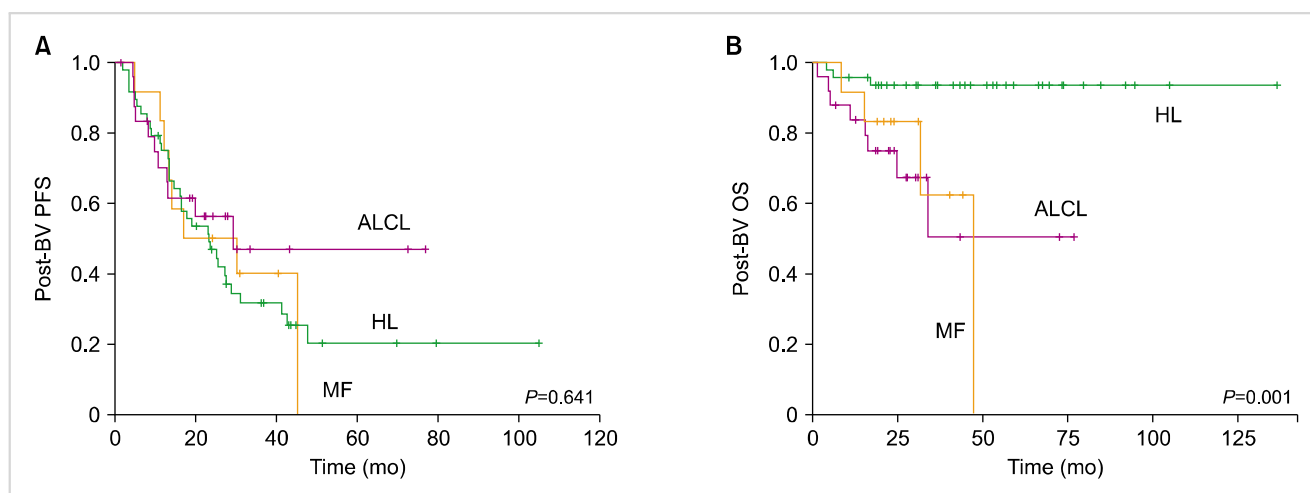 A
Post-BV PFS
1.0
0.8
0.6
0.4
0.2
0
ALCL
HL
MF
P=0.641
0 20 40 60 80 100 120
Time (mo)
B
Post-BV OS
1.0
0.8
0.6
0.4
0.2
0
HL
ALCL
MF
P=0.001
0 25 50 75 100 125
Time (mo)